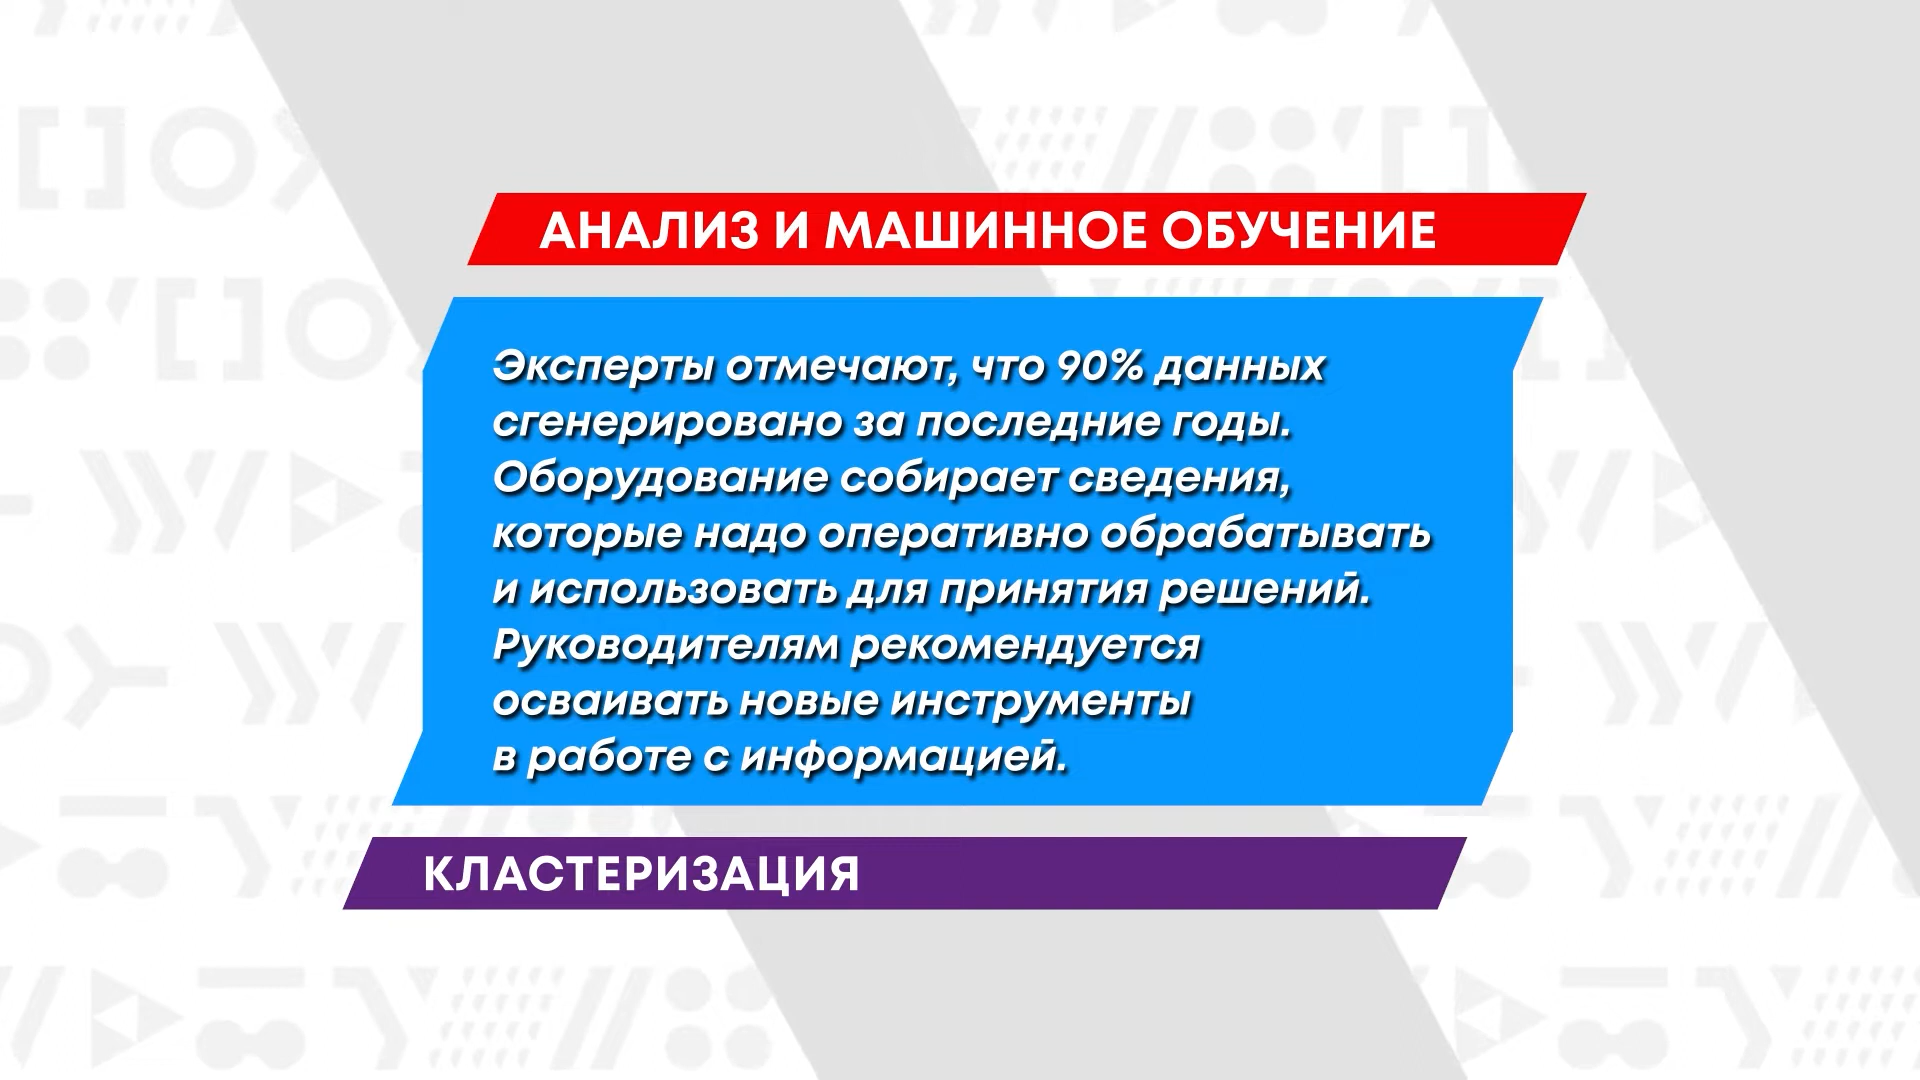 АНАЛИЗ И МАШИННОЕ ОБУЧЕНИЕ
Эксперты отмечают, что 90% данных
сгенерировано за последние годы.
Оборудование собирает сведения,
которые надо оперативно обрабатывать
и использовать для принятия решений.
Руководителям рекомендуется
осваивать новые инструменты
в работе с информацией.
КЛАСТЕРИЗАЦИЯ